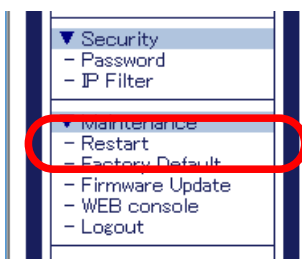 ▼ Security
- Password
- IP Filter
▼ Maintenance
- Restart
- Factory Default
- Firmware Update
- WEB console
- Logout